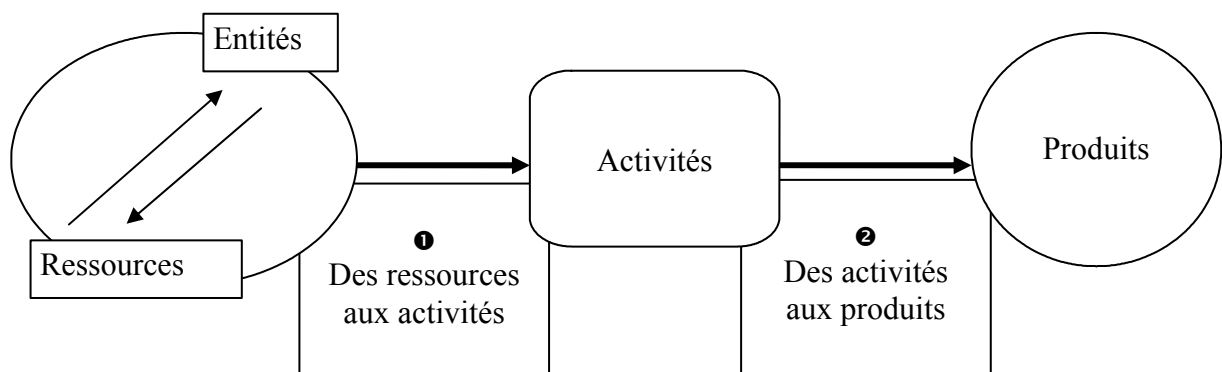 Entités
Ressources
Activités
Produits
❶
Des ressources
aux activités
❷
Des activités
aux produits